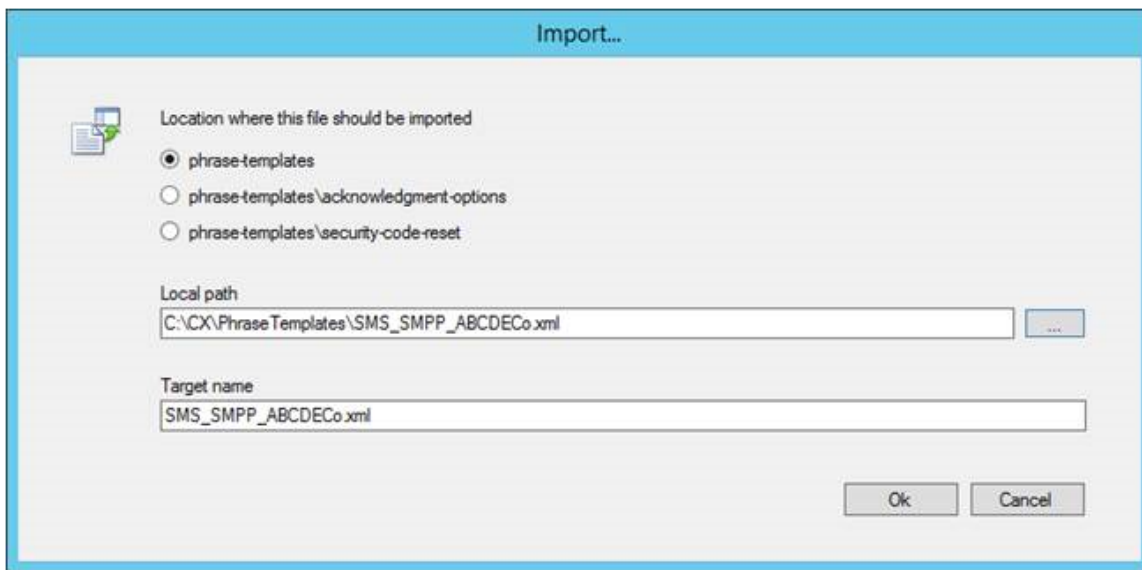 Import...
Location where this file should be imported
phrase-templates
phrase-templates\acknowledgment-options
phrase-templates\security-code-reset
Local path
C:\CX\PhraseTemplates\SMS_SMPP_ABCDECo.xml
...
Target name
SMS_SMPP_ABCDECo.xml
Ok Cancel